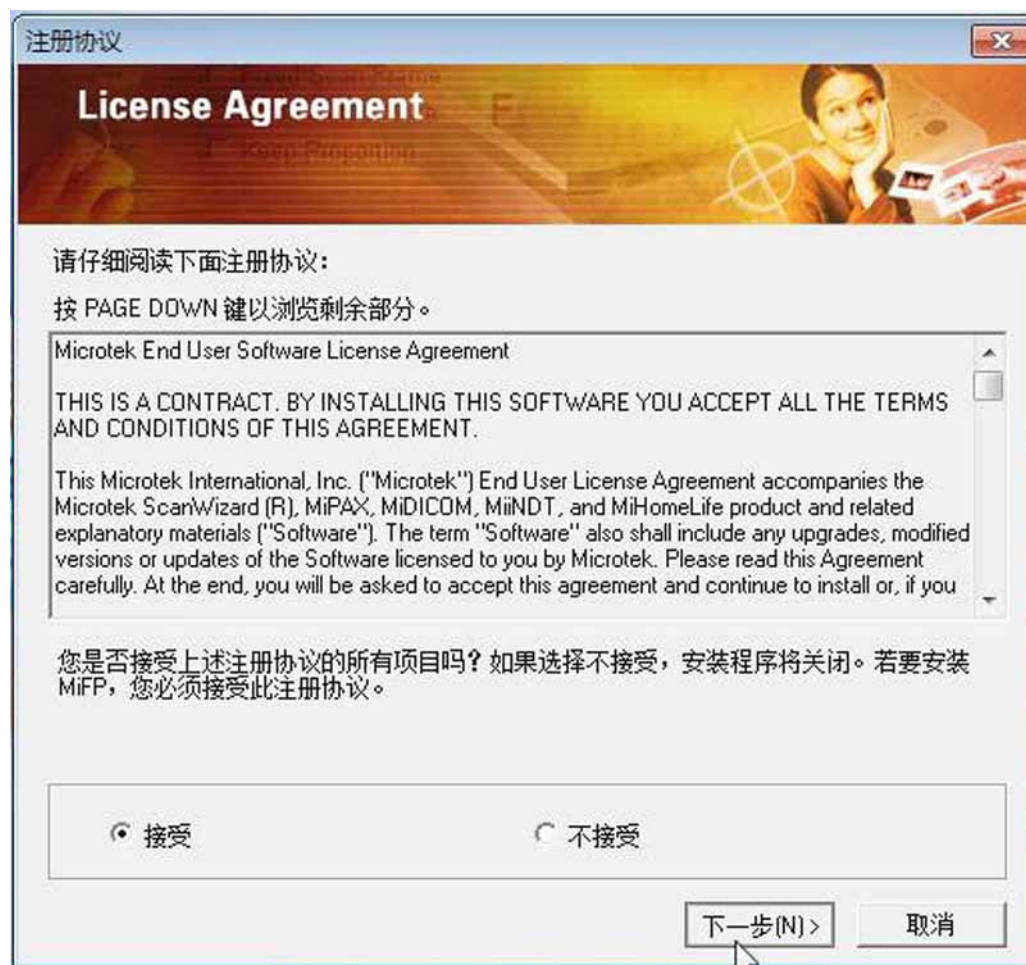 注册协议
Fixed Scan Frame
License Agreement
Keep Proportion
请仔细阅读下面注册协议：
按 PAGE DOWN 键以浏览剩余部分。
Microtek End User Software License Agreement
THIS IS A CONTRACT. BY INSTALLING THIS SOFTWARE YOU ACCEPT ALL THE TERMS
AND CONDITIONS OF THIS AGREEMENT.
This Microtek International, Inc. ("Microtek") End User License Agreement accompanies the
Microtek ScanWizard (R), MiPAX, MiDICOM, MiiNDT, and MiHomeLife product and related
explanatory materials ("Software"). The term "Software" also shall include any upgrades, modified
versions or updates of the Software licensed to you by Microtek. Please read this Agreement
carefully. At the end, you will be asked to accept this agreement and continue to install or, if you
您是否接受上述注册协议的所有项目吗？如果选择不接受，安装程序将关闭。若要安装
MiFP，您必须接受此注册协议。
接受 不接受
下一步(N)> 取消